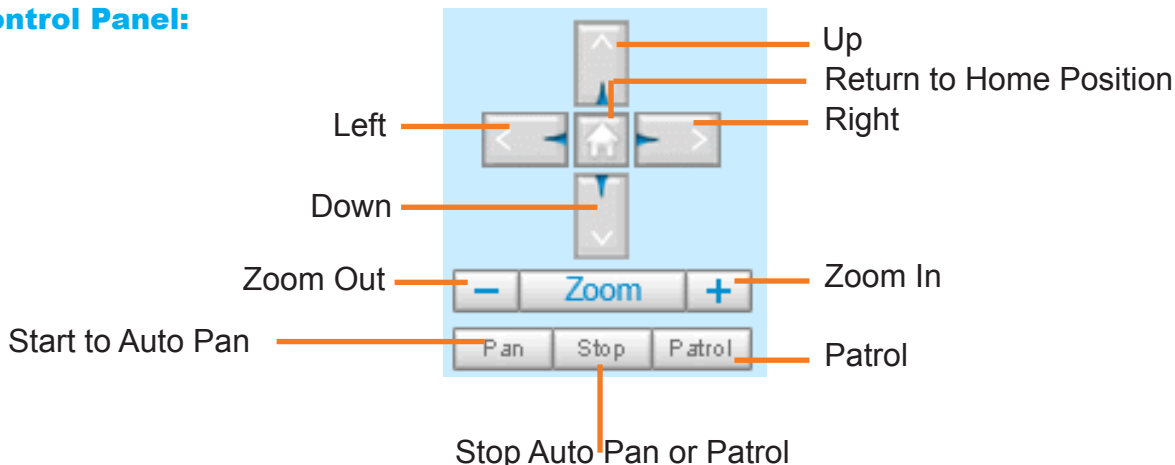 ontrol Panel:
Up
Return to Home Position
Left
Right
Down
Zoom Out
Zoom
Zoom In
Start to Auto Pan
Pan
Stop
Patrol
Patrol
Stop Auto Pan or Patrol